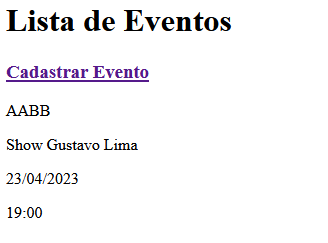 Lista de Eventos
Cadastrar Evento
AABB
Show Gustavo Lima
23/04/2023
19:00